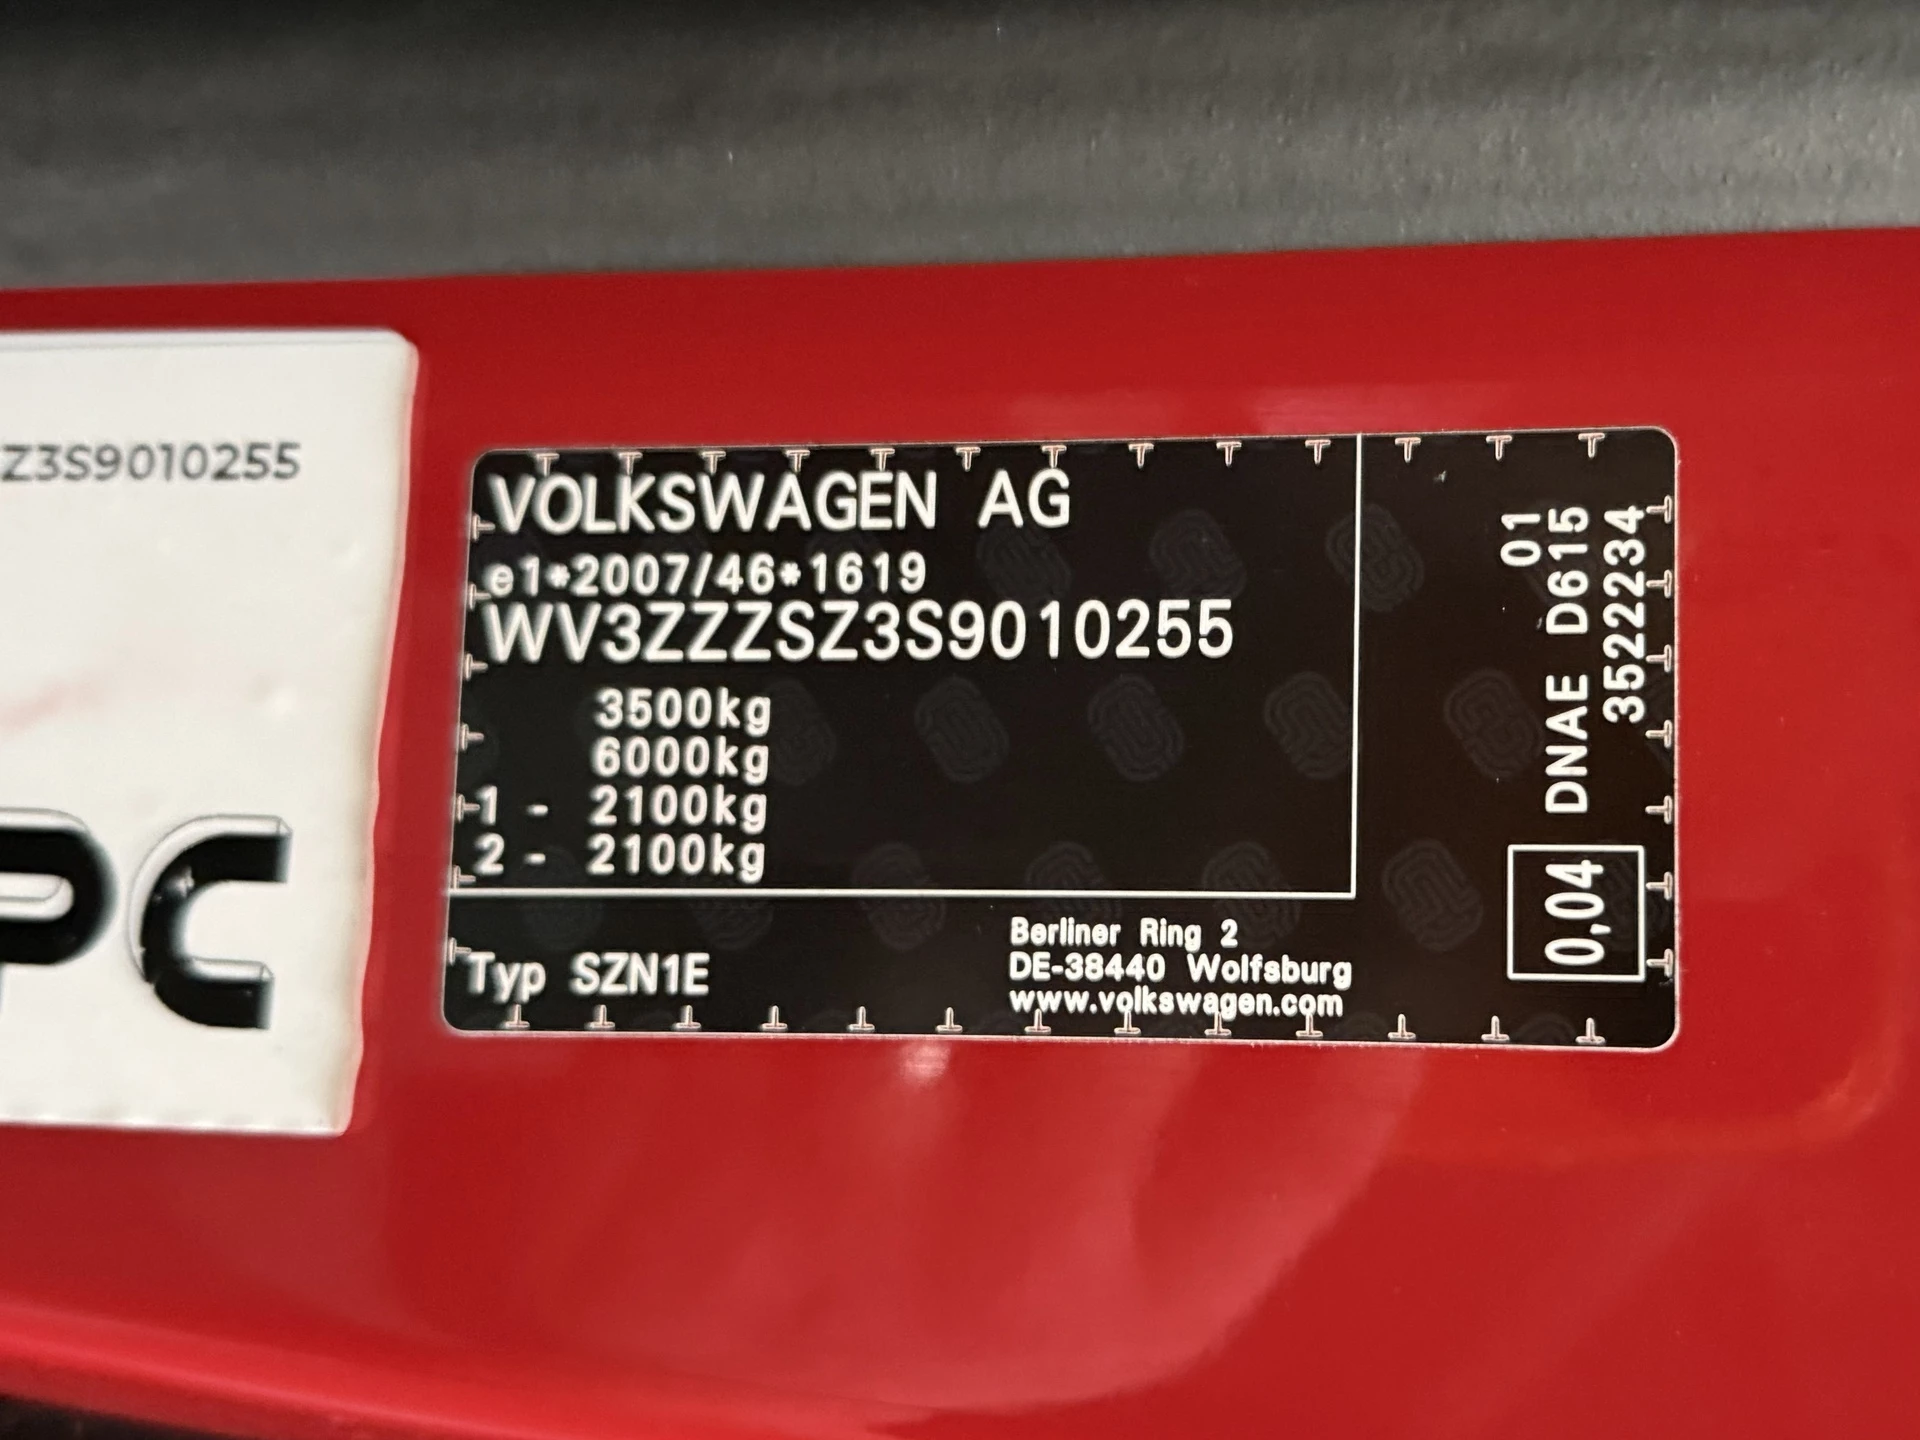 Z3S9010255
PC
VOLKSWAGEN AG
e1*2007/46*1619
WV3ZZZSZ3S9010255
3500kg
6000kg
1 - 2100kg
2 - 2100kg
Typ SZN1E
Berliner Ring 2
DE-38440 Wolfsburg
www.volkswagen.com
01
0,04 DNAE D615
3522234